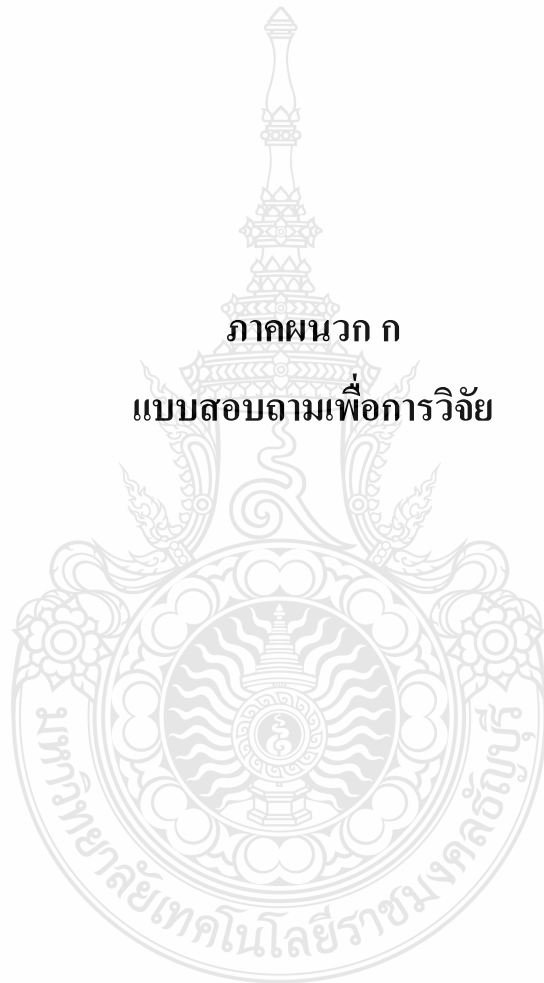 ภาคผนวก ก
แบบสอบถามเพื่อการวิจัย
มหาวิทยาลัยเทคโนโลยีราชมงคลธัญบุรี